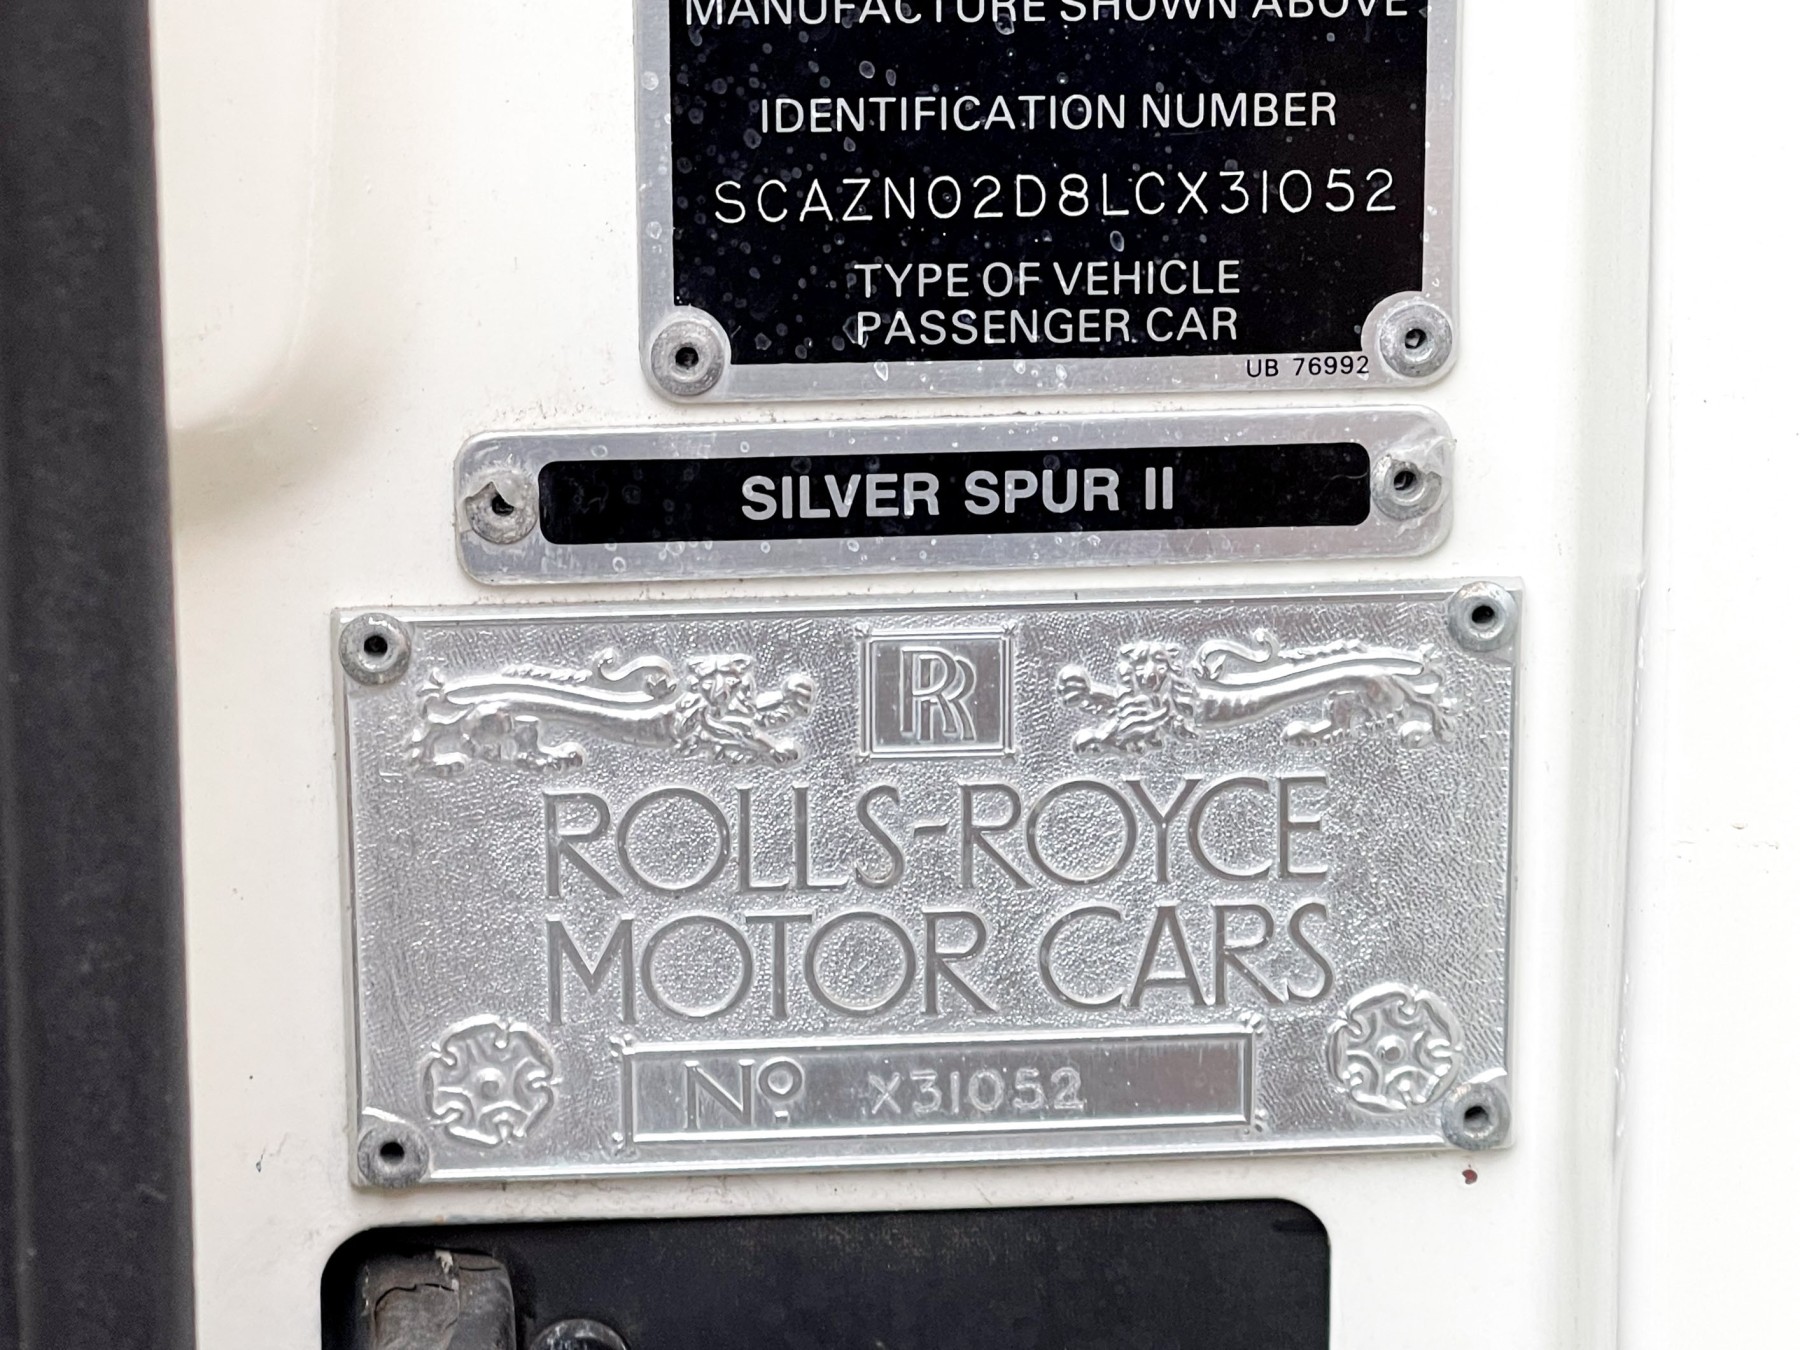 MANUFACTURE SHOWN ABOVE
IDENTIFICATION NUMBER
SCAZN02D8LCX31052
TYPE OF VEHICLE
PASSENGER CAR
UB 76992
SILVER SPUR II
RR
ROLLS-ROYCE
MOTOR CARS
Nº X31052